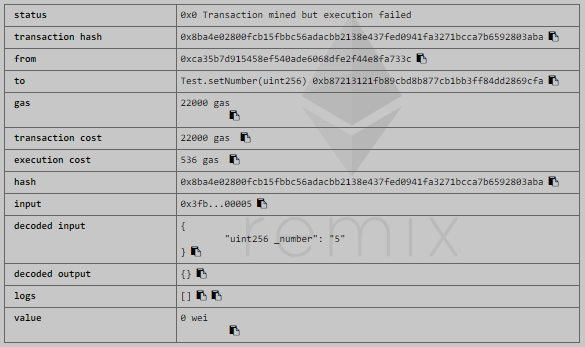 status 0x0 Transaction mined but execution failed
transaction hash 0x8ba4e02800fcb15fbbc56adacbb2138e437fed0941fa3271bcca7b6592803aba
from 0xca35b7d915458ef540ade6068dfe2f44e8fa733c
to Test.setNumber(uint256) 0xb87213121fb89cbd8b877cb1bb3ff84dd2869cfa
gas 22000 gas
transaction cost 22000 gas
execution cost 536 gas
hash 0x8ba4e02800fcb15fbbc56adacbb2138e437fed0941fa3271bcca7b6592803aba
input 0x3fb...00005
decoded input {
"uint256 _number": "5"
}
remix
decoded output {}
logs []
value 0 wei